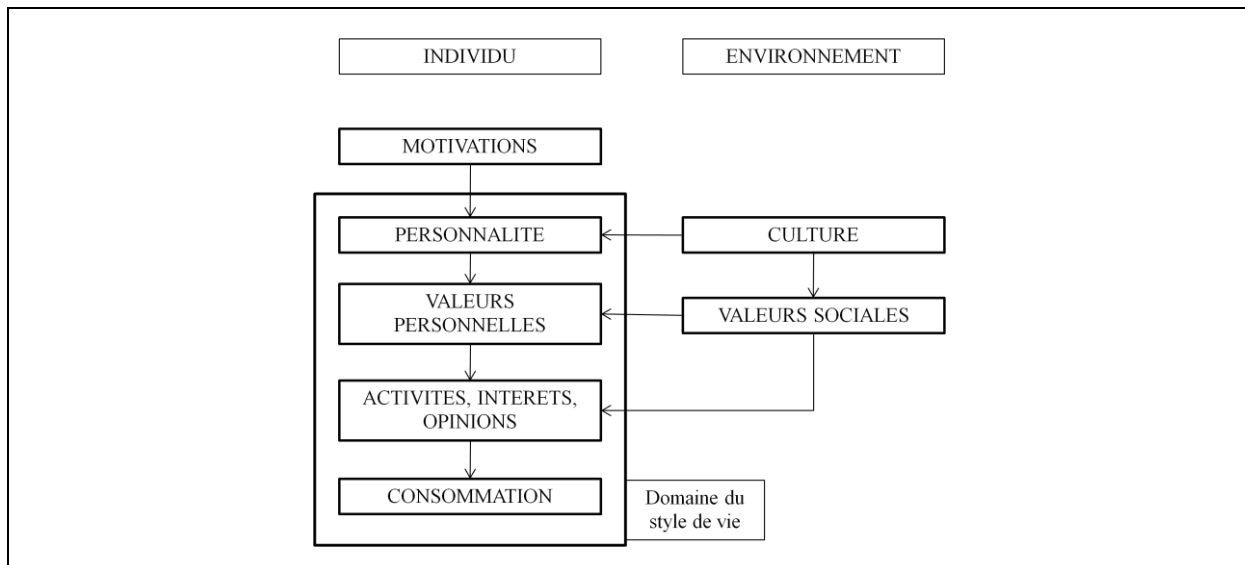 INDIVIDU
ENVIRONNEMENT
MOTIVATIONS
PERSONNALITE
CULTURE
VALEURS
PERSONNELLES
VALEURS SOCIALES
ACTIVITES, INTERETS,
OPINIONS
CONSOMMATION
Domaine du
style de vie